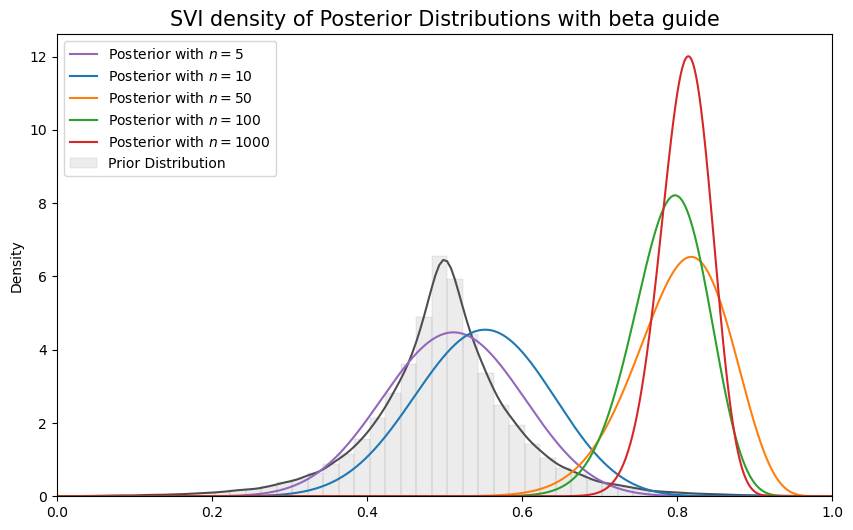 SVI density of Posterior Distributions with beta guide
Posterior with n = 5
Posterior with n = 10
Posterior with n = 50
Posterior with n = 100
Posterior with n = 1000
Prior Distribution
Density
12
10
8
6
4
2
0
0.0 0.2 0.4 0.6 0.8 1.0